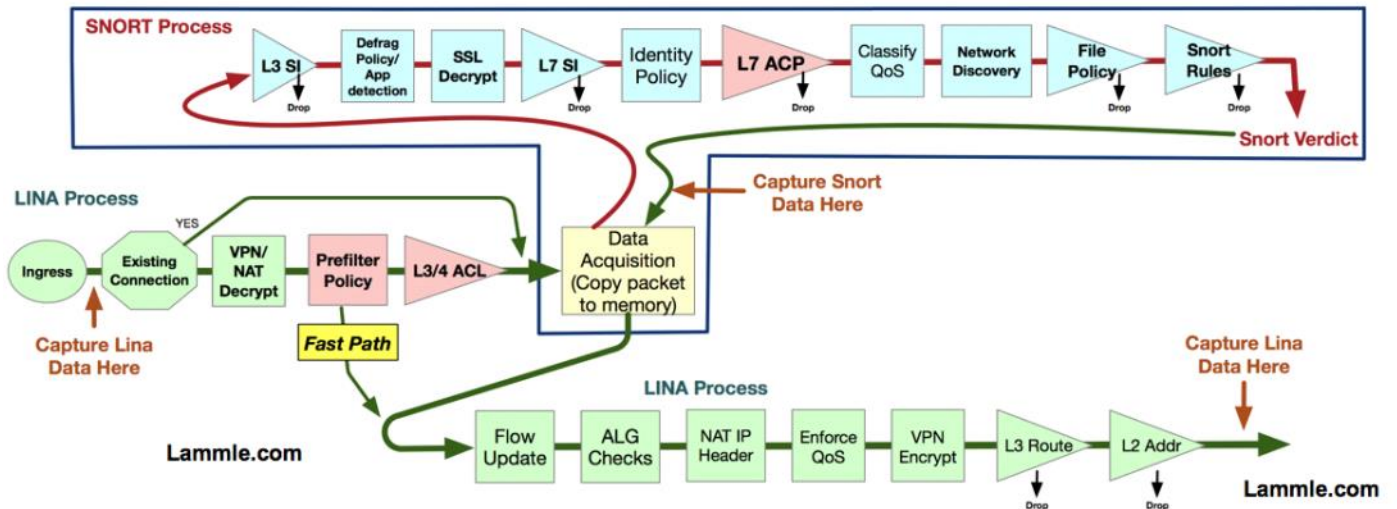 SNORT Process
L3 SI
Drop
Defrag
Policy/
App
detection
SSL
Decrypt
L7 SI
Drop
Identity
Policy
L7 ACP
Drop
Classify
QoS
Network
Discovery
File
Policy
Drop
Snort
Rules
Drop
Snort Verdict
Capture Snort
Data Here
LINA Process
YES
Ingress
Existing
Connection
VPN/
NAT
Decrypt
Prefilter
Policy
L3/4 ACL
Data
Acquisition
(Copy packet
to memory)
Capture Lina
Data Here
Fast Path
LINA Process
Capture Lina
Data Here
Flow
Update
ALG
Checks
NAT IP
Header
Enforce
QoS
VPN
Encrypt
L3 Route
Drop
L2 Addr
Drop
Lammle.com
Lammle.com